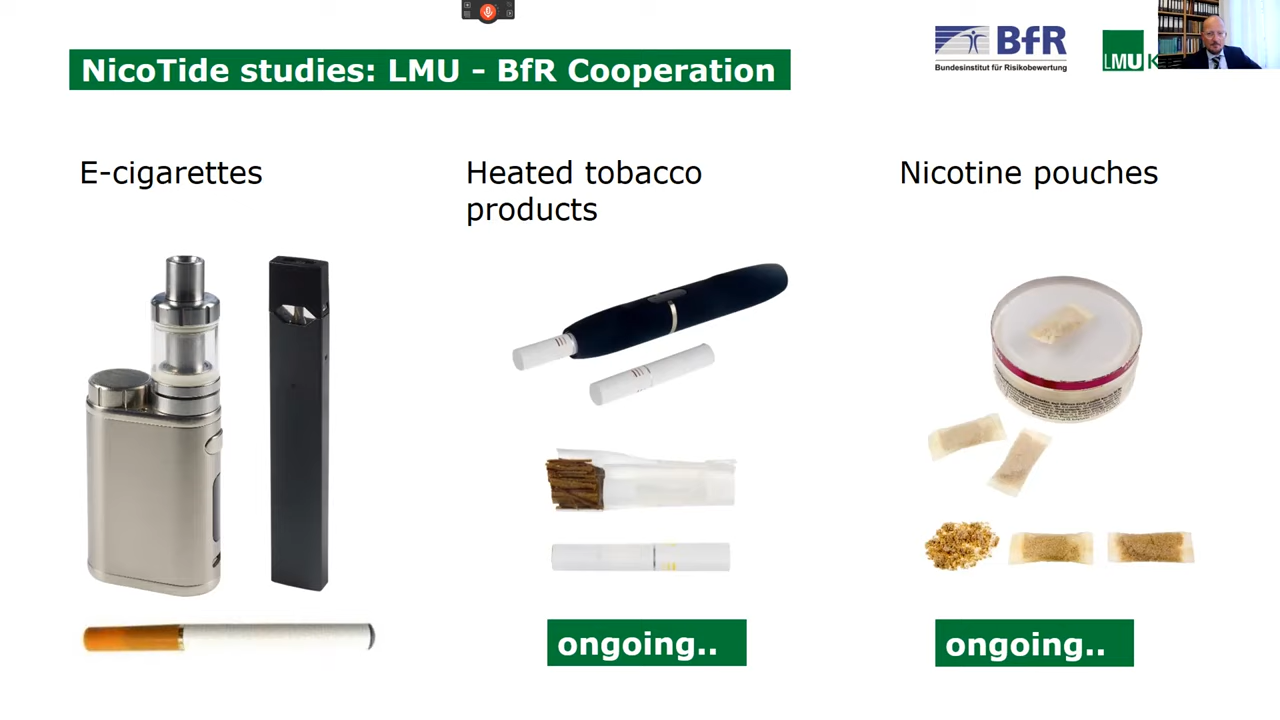 NicoTide studies: LMU - BfR Cooperation
BfR
Bundesinstitut für Risikobewertung
LMU K
E-cigarettes
Heated tobacco
products
Nicotine pouches
ongoing..
ongoing..